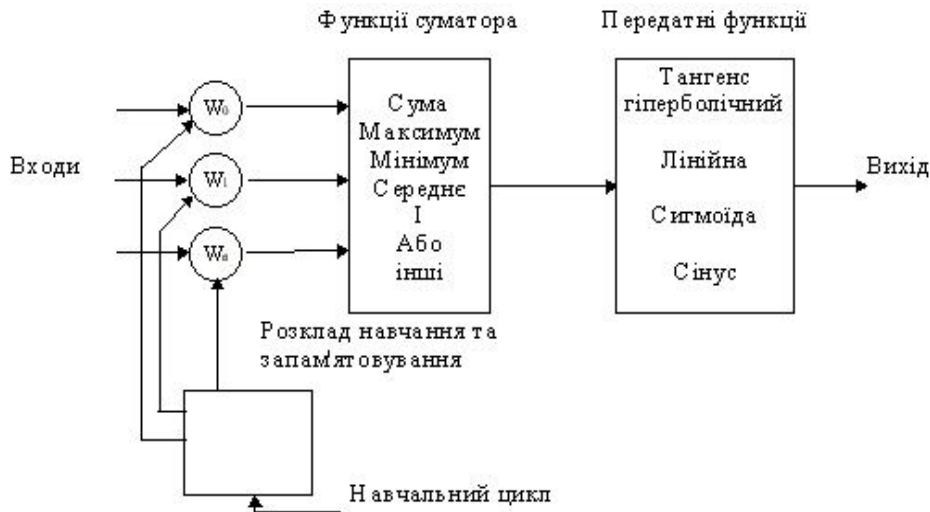 Функції суматора
Передатні функції
Входи
W₀
W₁
Wₙ
Сума
Максимум
Мінімум
Середнє
І
Або
інші
Тангенс
гіперболічний
Лінійна
Сигмоїда
Сінус
Вихід
Розклад навчання та
запам'ятовування
Навчальний цикл